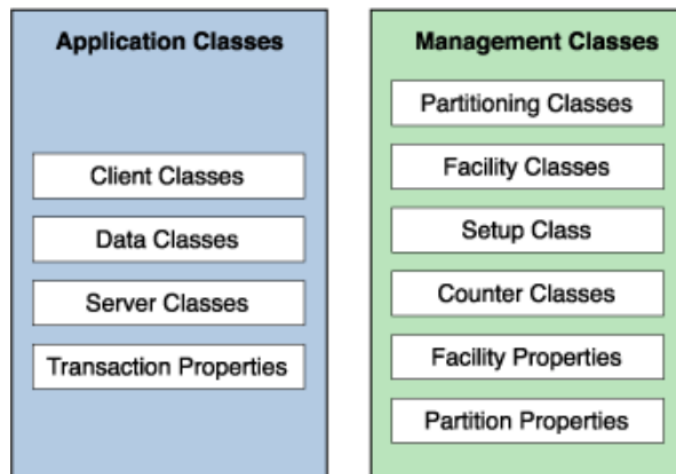 Application Classes
Client Classes
Data Classes
Server Classes
Transaction Properties
Management Classes
Partitioning Classes
Facility Classes
Setup Class
Counter Classes
Facility Properties
Partition Properties